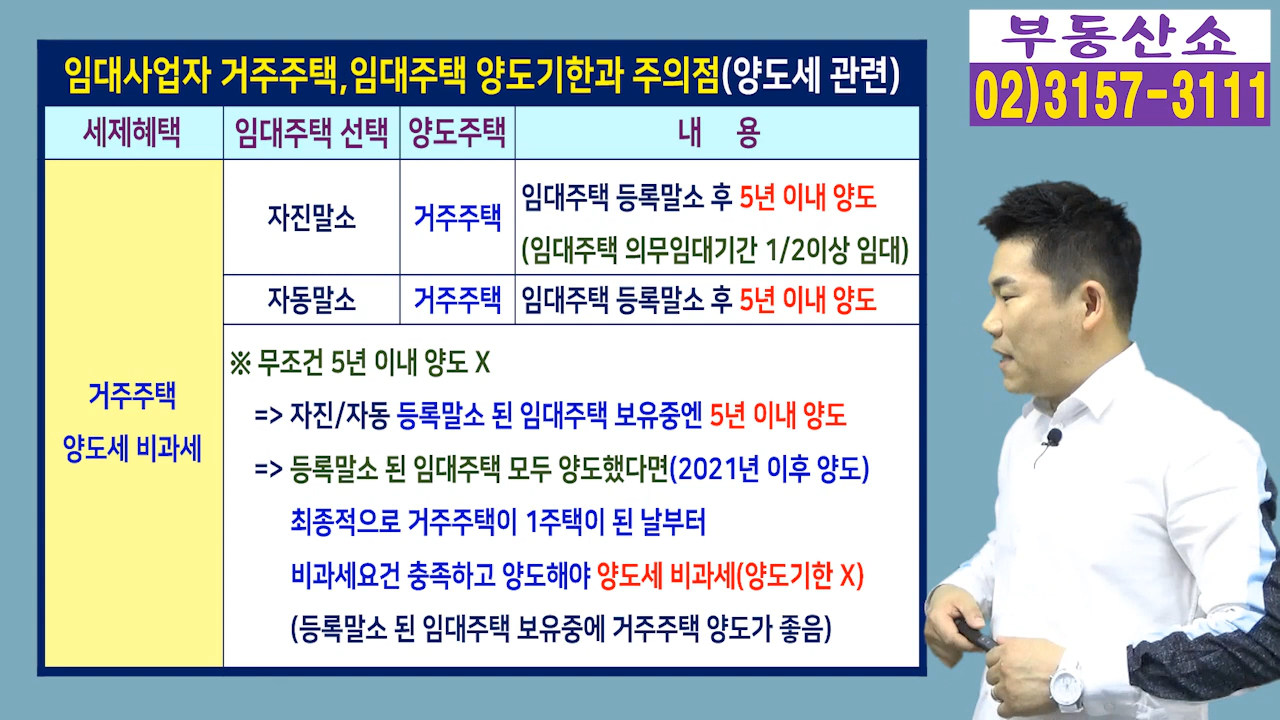 부동산쇼
02)3157-3111
임대사업자 거주주택,임대주택 양도기한과 주의점(양도세 관련)
세제혜택 임대주택 선택 양도주택 내 용
자진말소 거주주택 임대주택 등록말소 후 5년 이내 양도
(임대주택 의무임대기간 1/2이상 임대)
자동말소 거주주택 임대주택 등록말소 후 5년 이내 양도
거주주택
양도세 비과세
※ 무조건 5년 이내 양도 X
=> 자진/자동 등록말소 된 임대주택 보유중엔 5년 이내 양도
=> 등록말소 된 임대주택 모두 양도했다면(2021년 이후 양도)
최종적으로 거주주택이 1주택이 된 날부터
비과세요건 충족하고 양도해야 양도세 비과세(양도기한 X)
(등록말소 된 임대주택 보유중에 거주주택 양도가 좋음)